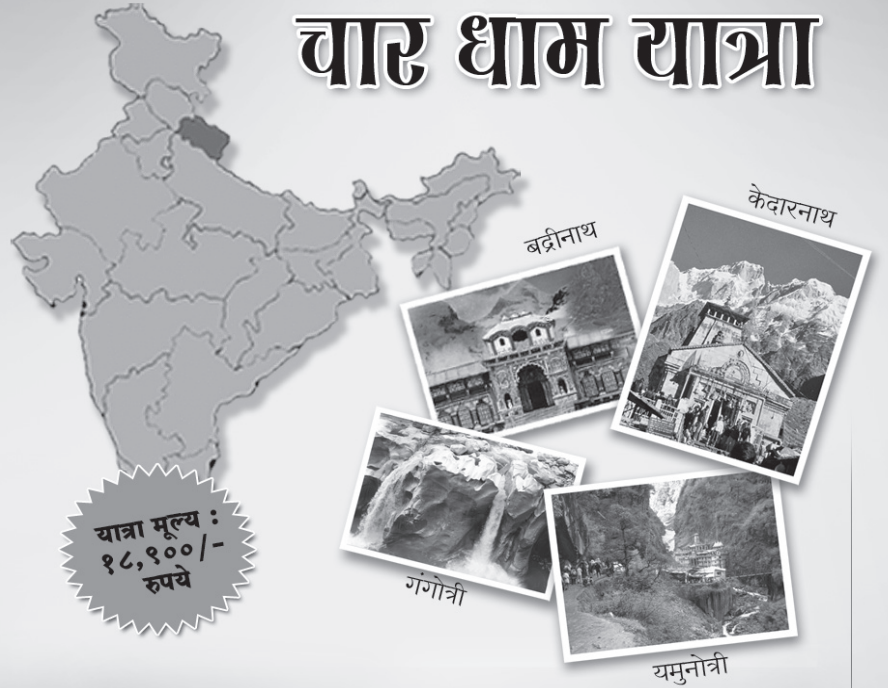 चार धाम यात्रा
केदारनाथ
बद्रीनाथ
यात्रा मूल्य :
१८,९००/-
रुपये
गंगोत्री
यमुनोत्री